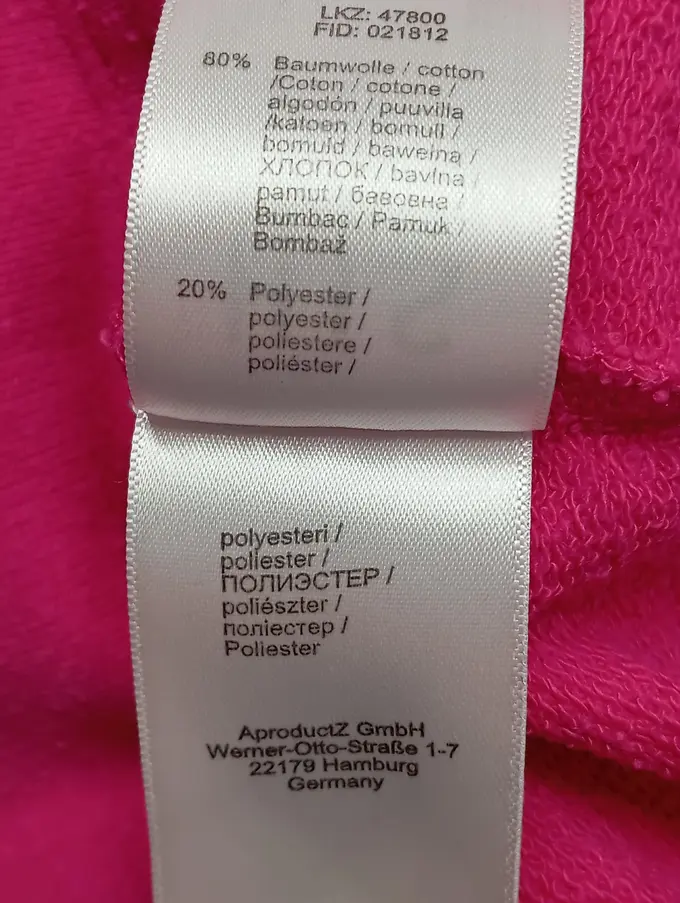 LKZ: 47800
FID: 021812
80% Baumwolle / cotton
/Coton / cotone /
algodón / puuvilla
/katoen / bomull /
bomuld / baweina /
ХЛОПОК / bavlna /
pamut / бавовна /
Bumbac / Pamuk /
Bombaž
20% Polyester /
polyester /
poliestere /
poliéster /
polyesteri /
poliester /
ПОЛИЭСТЕР /
poliészter /
поліестер /
Poliester
AproductZ GmbH
Werner-Otto-Straße 1-7
22179 Hamburg
Germany